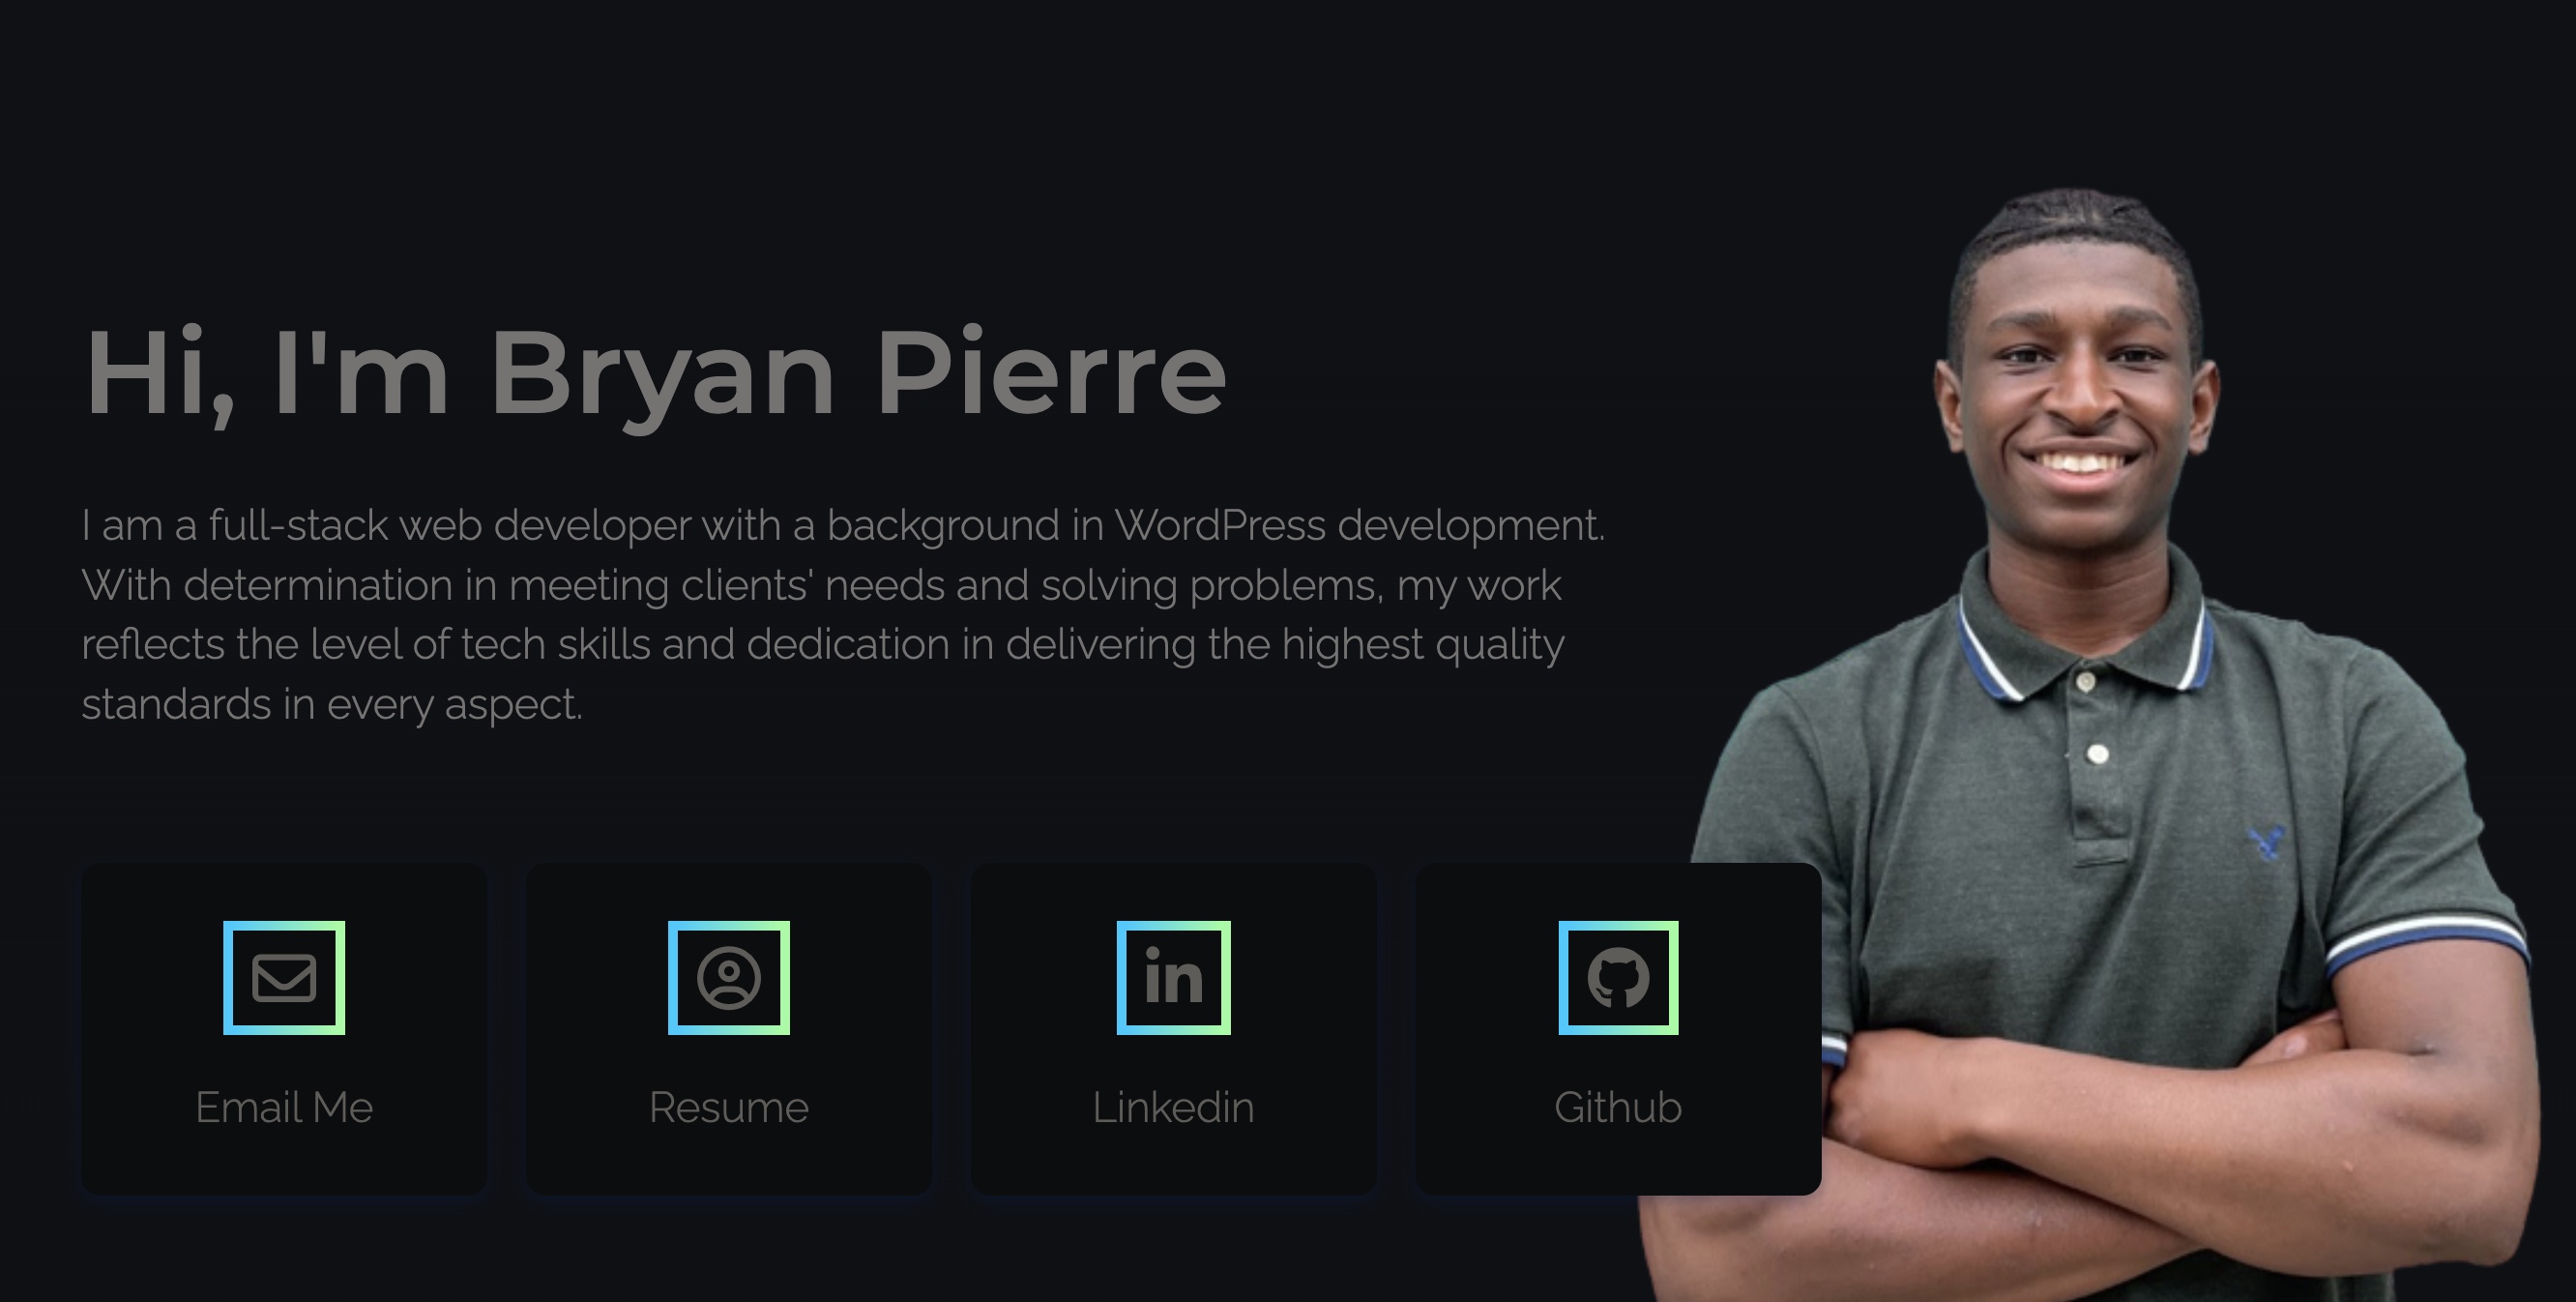 Hi, I'm Bryan Pierre
I am a full-stack web developer with a background in WordPress development.
With determination in meeting clients' needs and solving problems, my work
reflects the level of tech skills and dedication in delivering the highest quality
standards in every aspect.
in
Email Me
Resume
Linkedin
Github